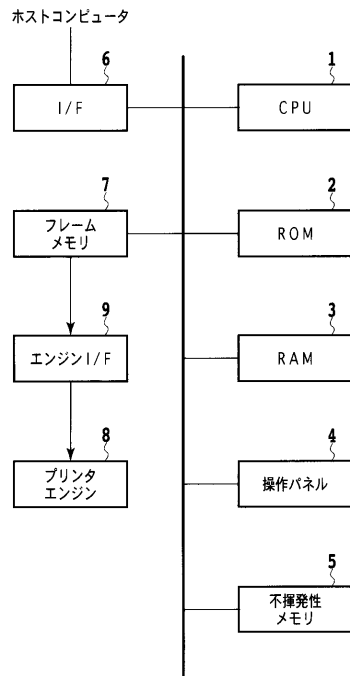 ホストコンピュータ
6
I/F
1
CPU
7
フレーム
メモリ
2
ROM
9
エンジンI/F
3
RAM
8
プリンタ
エンジン
4
操作パネル
5
不揮発性
メモリ